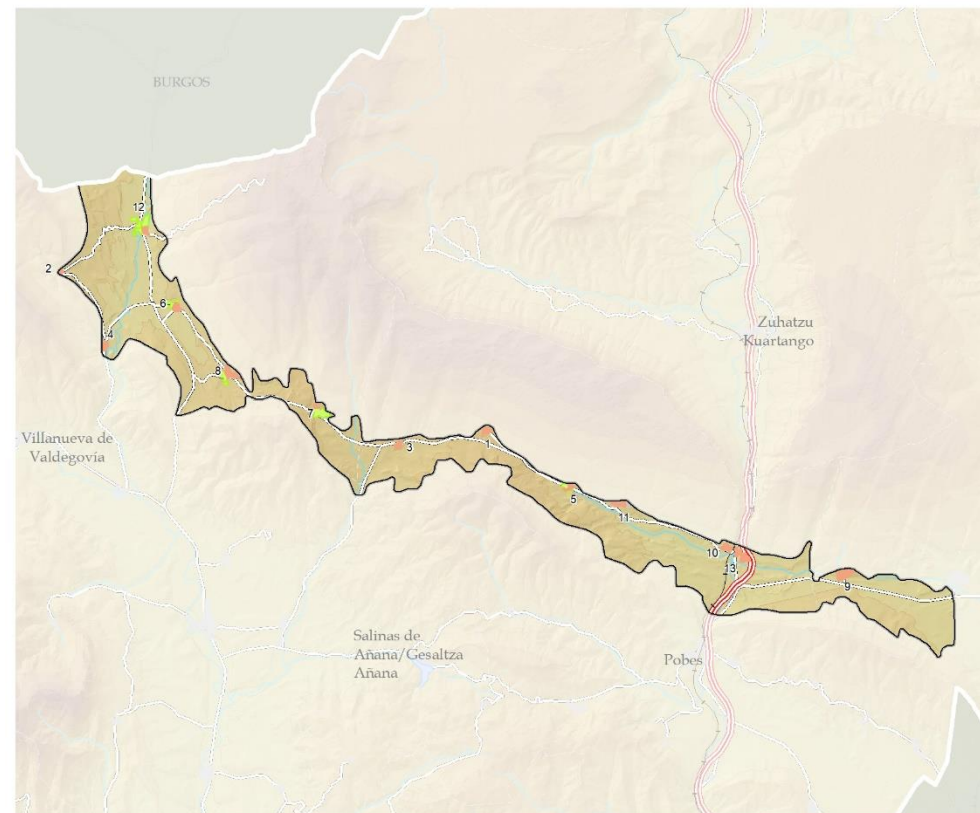 BURGOS
12
2
6
4
8
Zuhatzu
Kuartango
7
Villanueva de
Valdegovía
3
1
5
11
10
13
9
Salinas de
Añana/Gesaltza
Añana
Pobes